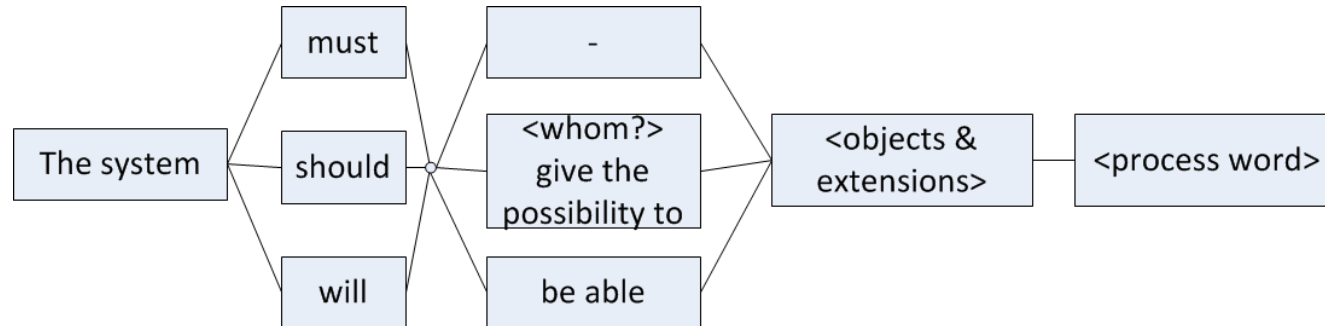 The system
must
should
will
-
<whom?>
give the
possibility to
be able
<objects &
extensions>
<process word>